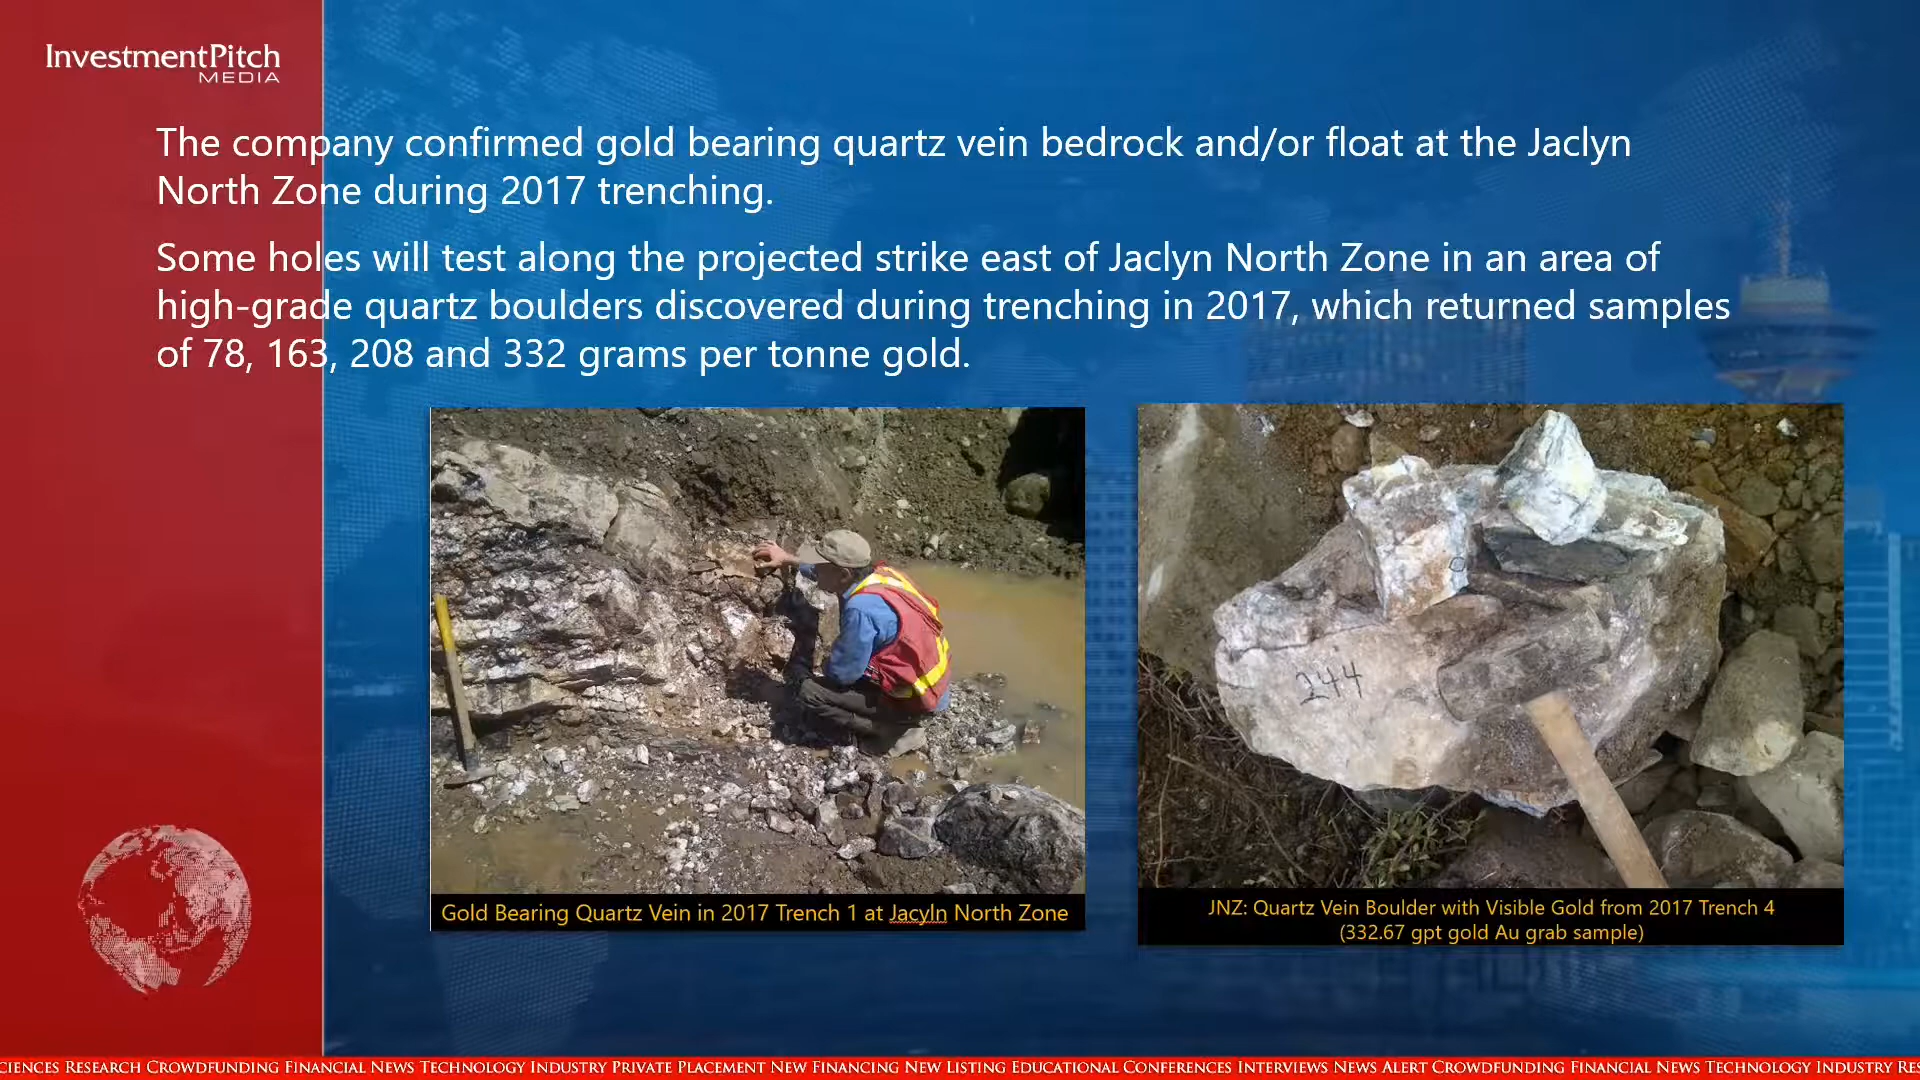 InvestmentPitch
MEDIA
The company confirmed gold bearing quartz vein bedrock and/or float at the Jaclyn
North Zone during 2017 trenching.
Some holes will test along the projected strike east of Jaclyn North Zone in an area of
high-grade quartz boulders discovered during trenching in 2017, which returned samples
of 78, 163, 208 and 332 grams per tonne gold.
244
Gold Bearing Quartz Vein in 2017 Trench 1 at Jacyln North Zone
JNZ: Quartz Vein Boulder with Visible Gold from 2017 Trench 4
(332.67 gpt gold Au grab sample)
CIENCES RESEARCH CROWDFUNDING FINANCIAL NEWS TECHNOLOGY INDUSTRY PRIVATE PLACEMENT NEW FINANCING NEW LISTING EDUCATIONAL CONFERENCES INTERVIEWS NEWS ALERT CROWDFUNDING FINANCIAL NEWS TECHNOLOGY INDUSTRY RES